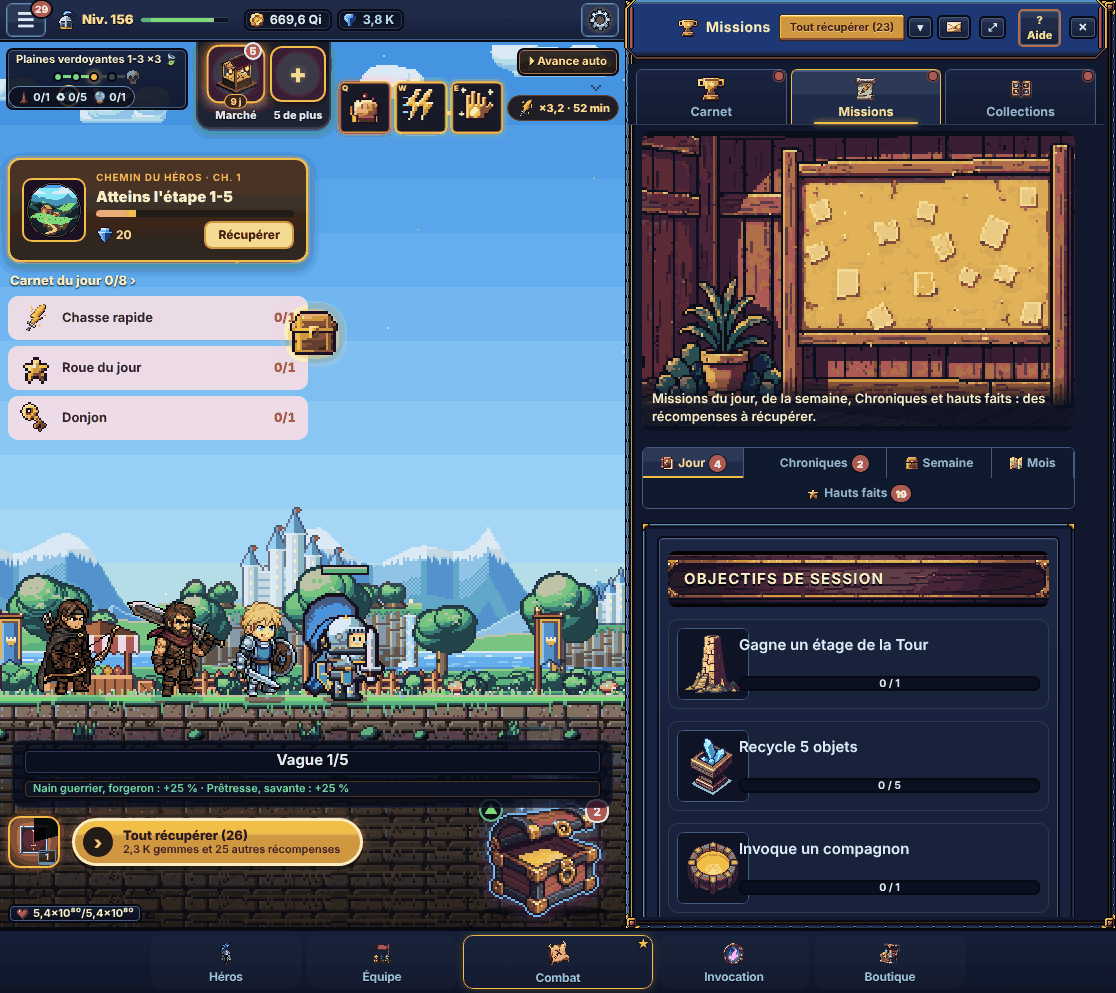 29
Niv. 156
669,6 Qi
3,8 K
Missions
Tout récupérer (23)
? Aide
Plaines verdoyantes 1-3 ×3
0/1 0/5 0/1
5
9 j
Marché
5 de plus
Q
W
E
Avance auto
×3,2 · 52 min
Carnet
Missions
Collections
CHEMIN DU HÉROS · CH. 1
Atteins l'étape 1-5
20
Récupérer
Carnet du jour 0/8 ›
Chasse rapide 0/1
Roue du jour 0/1
Donjon 0/1
Missions du jour, de la semaine, Chroniques et hauts faits : des
récompenses à récupérer.
Jour 4
Chroniques 2
Semaine
Mois
Hauts faits 19
OBJECTIFS DE SESSION
Gagne un étage de la Tour
0 / 1
Recycle 5 objets
0 / 5
Invoque un compagnon
0 / 1
Vague 1/5
Nain guerrier, forgeron : +25 % · Prêtresse, savante : +25 %
1
Tout récupérer (26)
2,3 K gemmes et 25 autres récompenses
2
5,4×10⁸⁰/5,4×10⁸⁰
Héros
Équipe
Combat
Invocation
Boutique